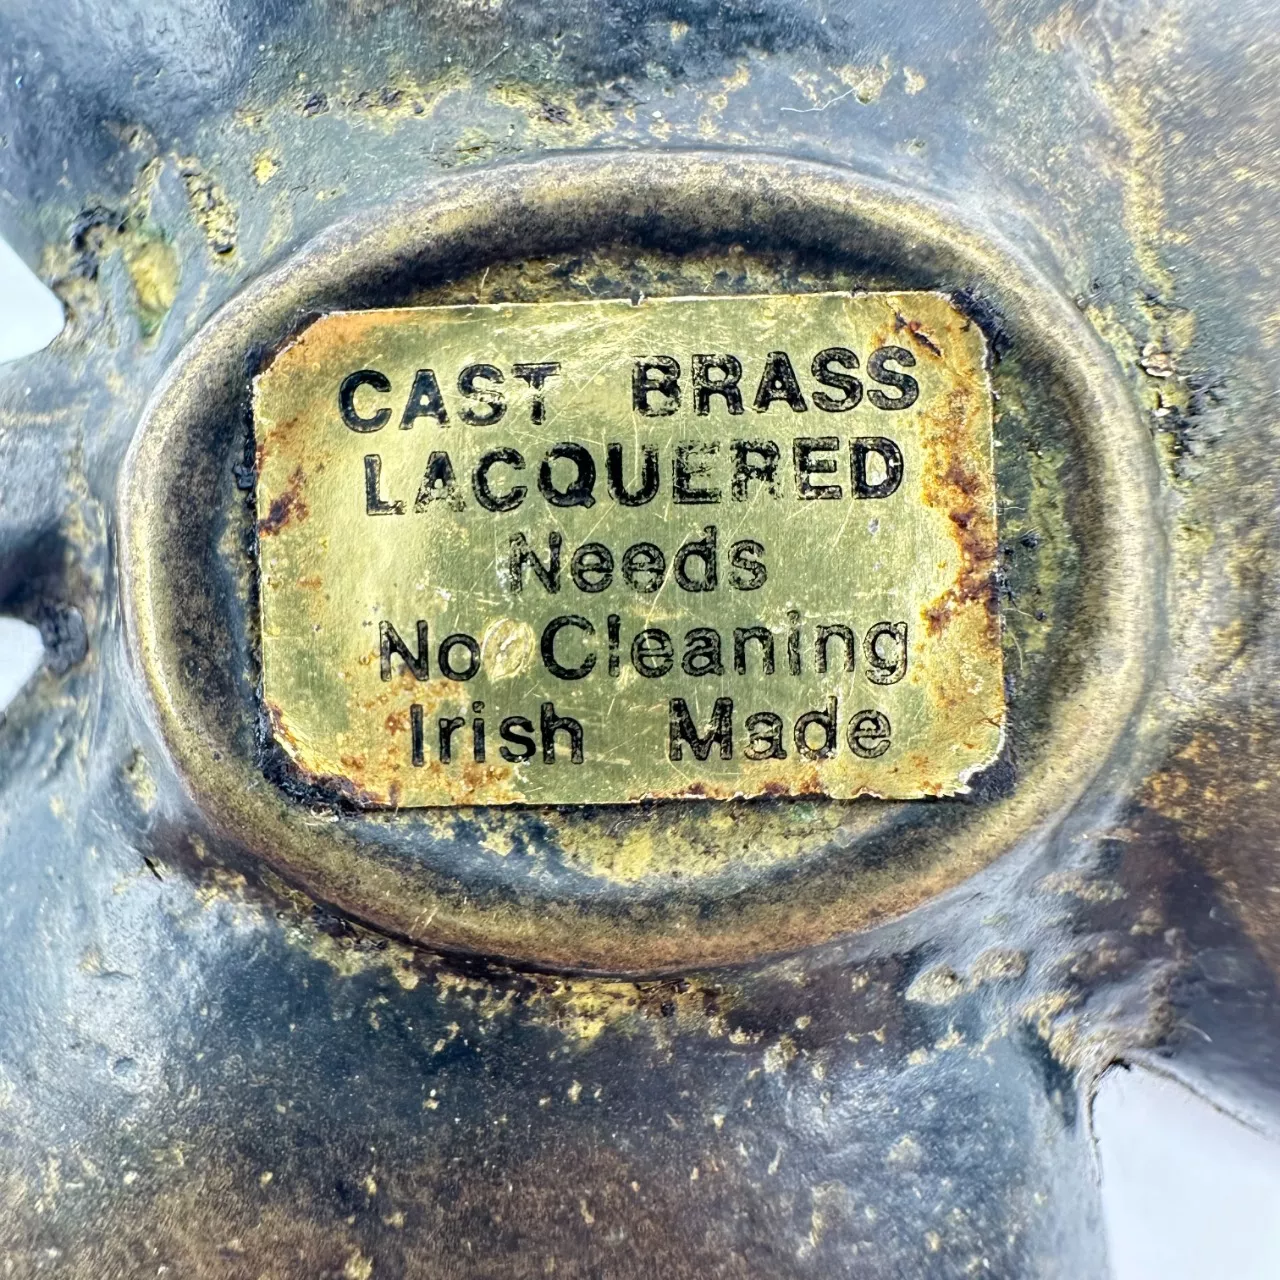 CAST BRASS
LACQUERED
Needs
No Cleaning
Irish Made